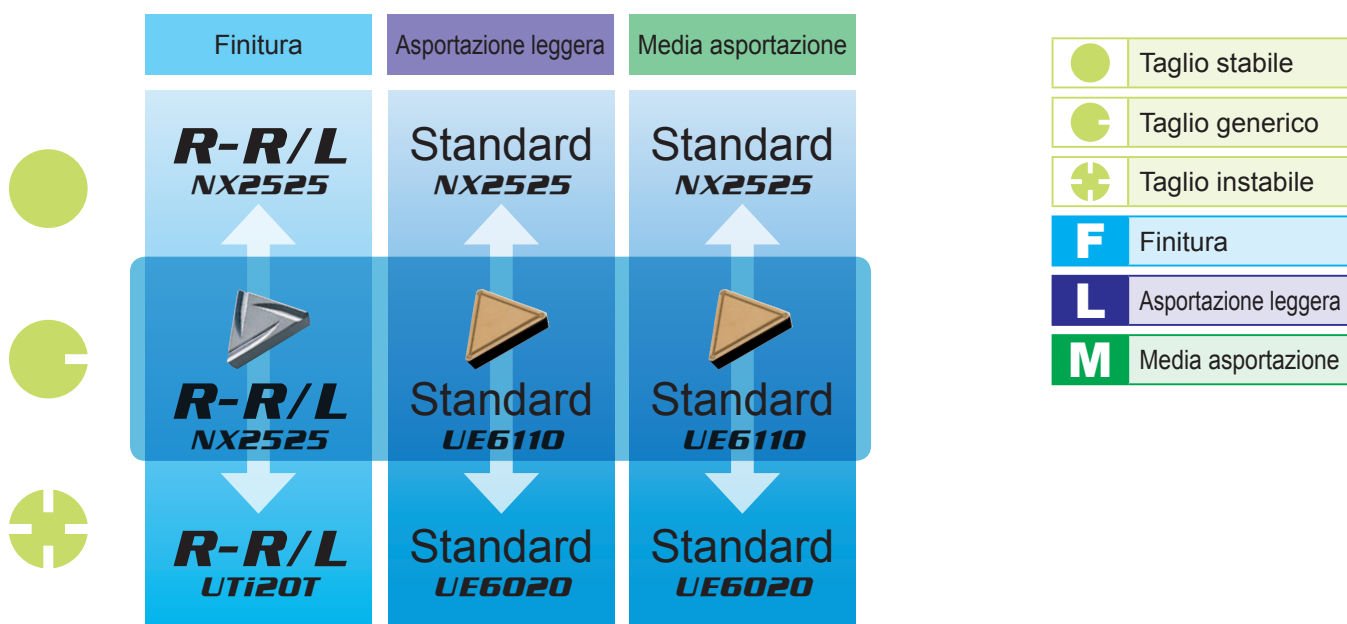 Finitura
Asportazione leggera
Media asportazione
R-R/L
NX2525
Standard
NX2525
Standard
NX2525
R-R/L
NX2525
Standard
UE6110
Standard
UE6110
R-R/L
UTi20T
Standard
UE6020
Standard
UE6020
Taglio stabile
Taglio generico
Taglio instabile
F Finitura
L Asportazione leggera
M Media asportazione